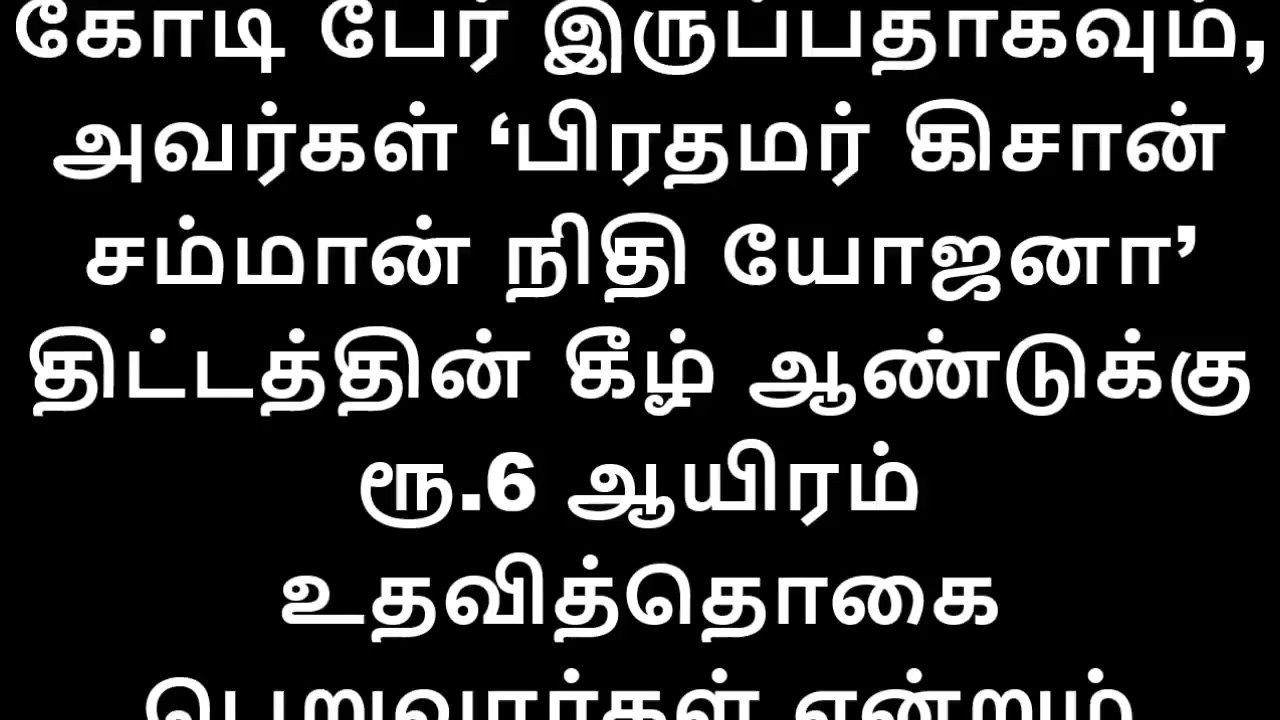 கோடி பேர் இருப்பதாகவும்,
அவர்கள் ‘பிரதமர் கிசான்
சம்மான் நிதி யோஜனா’
திட்டத்தின் கீழ் ஆண்டுக்கு
ரூ.6 ஆயிரம்
உதவித்தொகை
பெறுவார்கள் என்றும்